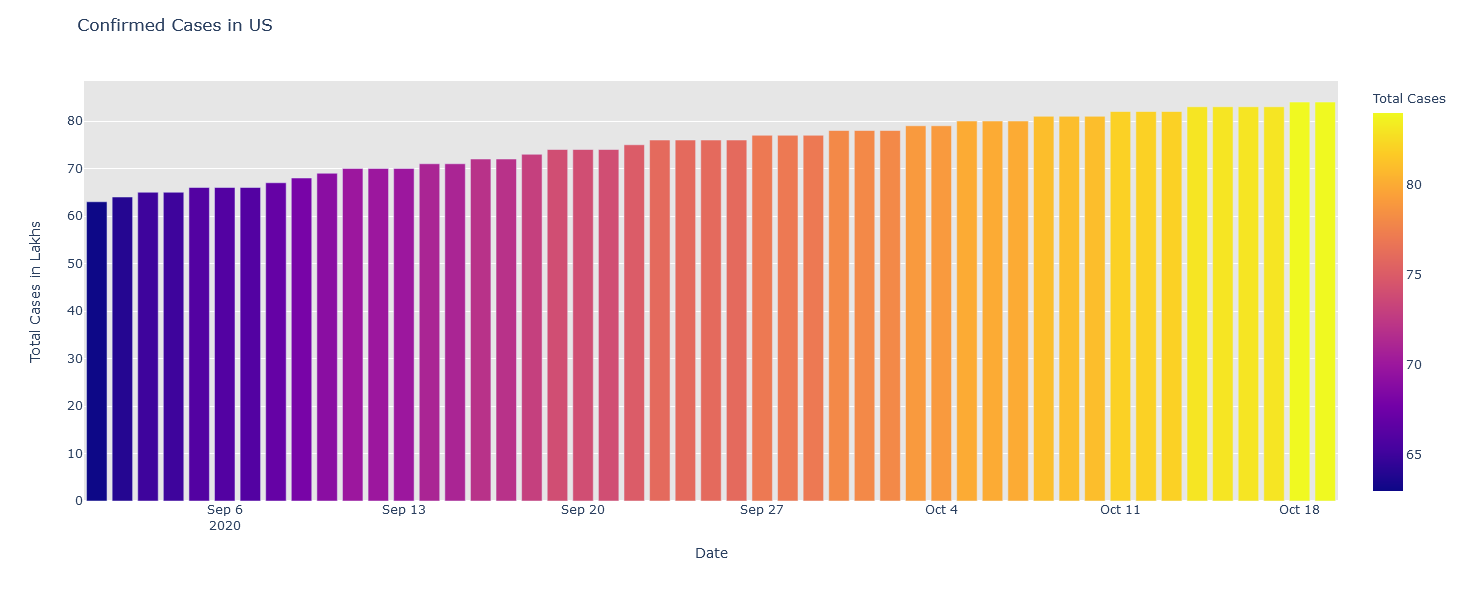 Confirmed Cases in US
Total Cases
80
75
70
65
Total Cases in Lakhs
80
70
60
50
40
30
20
10
0
Sep 6
2020
Sep 13
Sep 20
Sep 27
Oct 4
Oct 11
Oct 18
Date